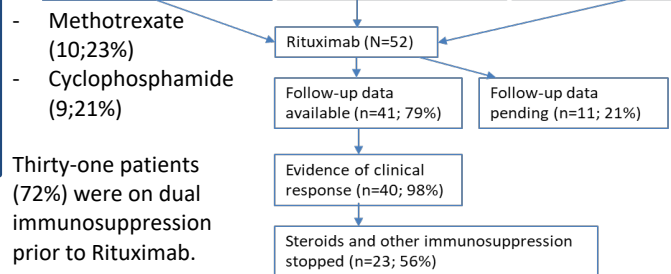 - Methotrexate
(10;23%)
- Cyclophosphamide
(9;21%)
Thirty-one patients
(72%) were on dual
immunosuppression
prior to Rituximab.
Rituximab (N=52)
Follow-up data
available (n=41; 79%)
Follow-up data
pending (n=11; 21%)
Evidence of clinical
response (n=40; 98%)
Steroids and other immunosuppression
stopped (n=23; 56%)